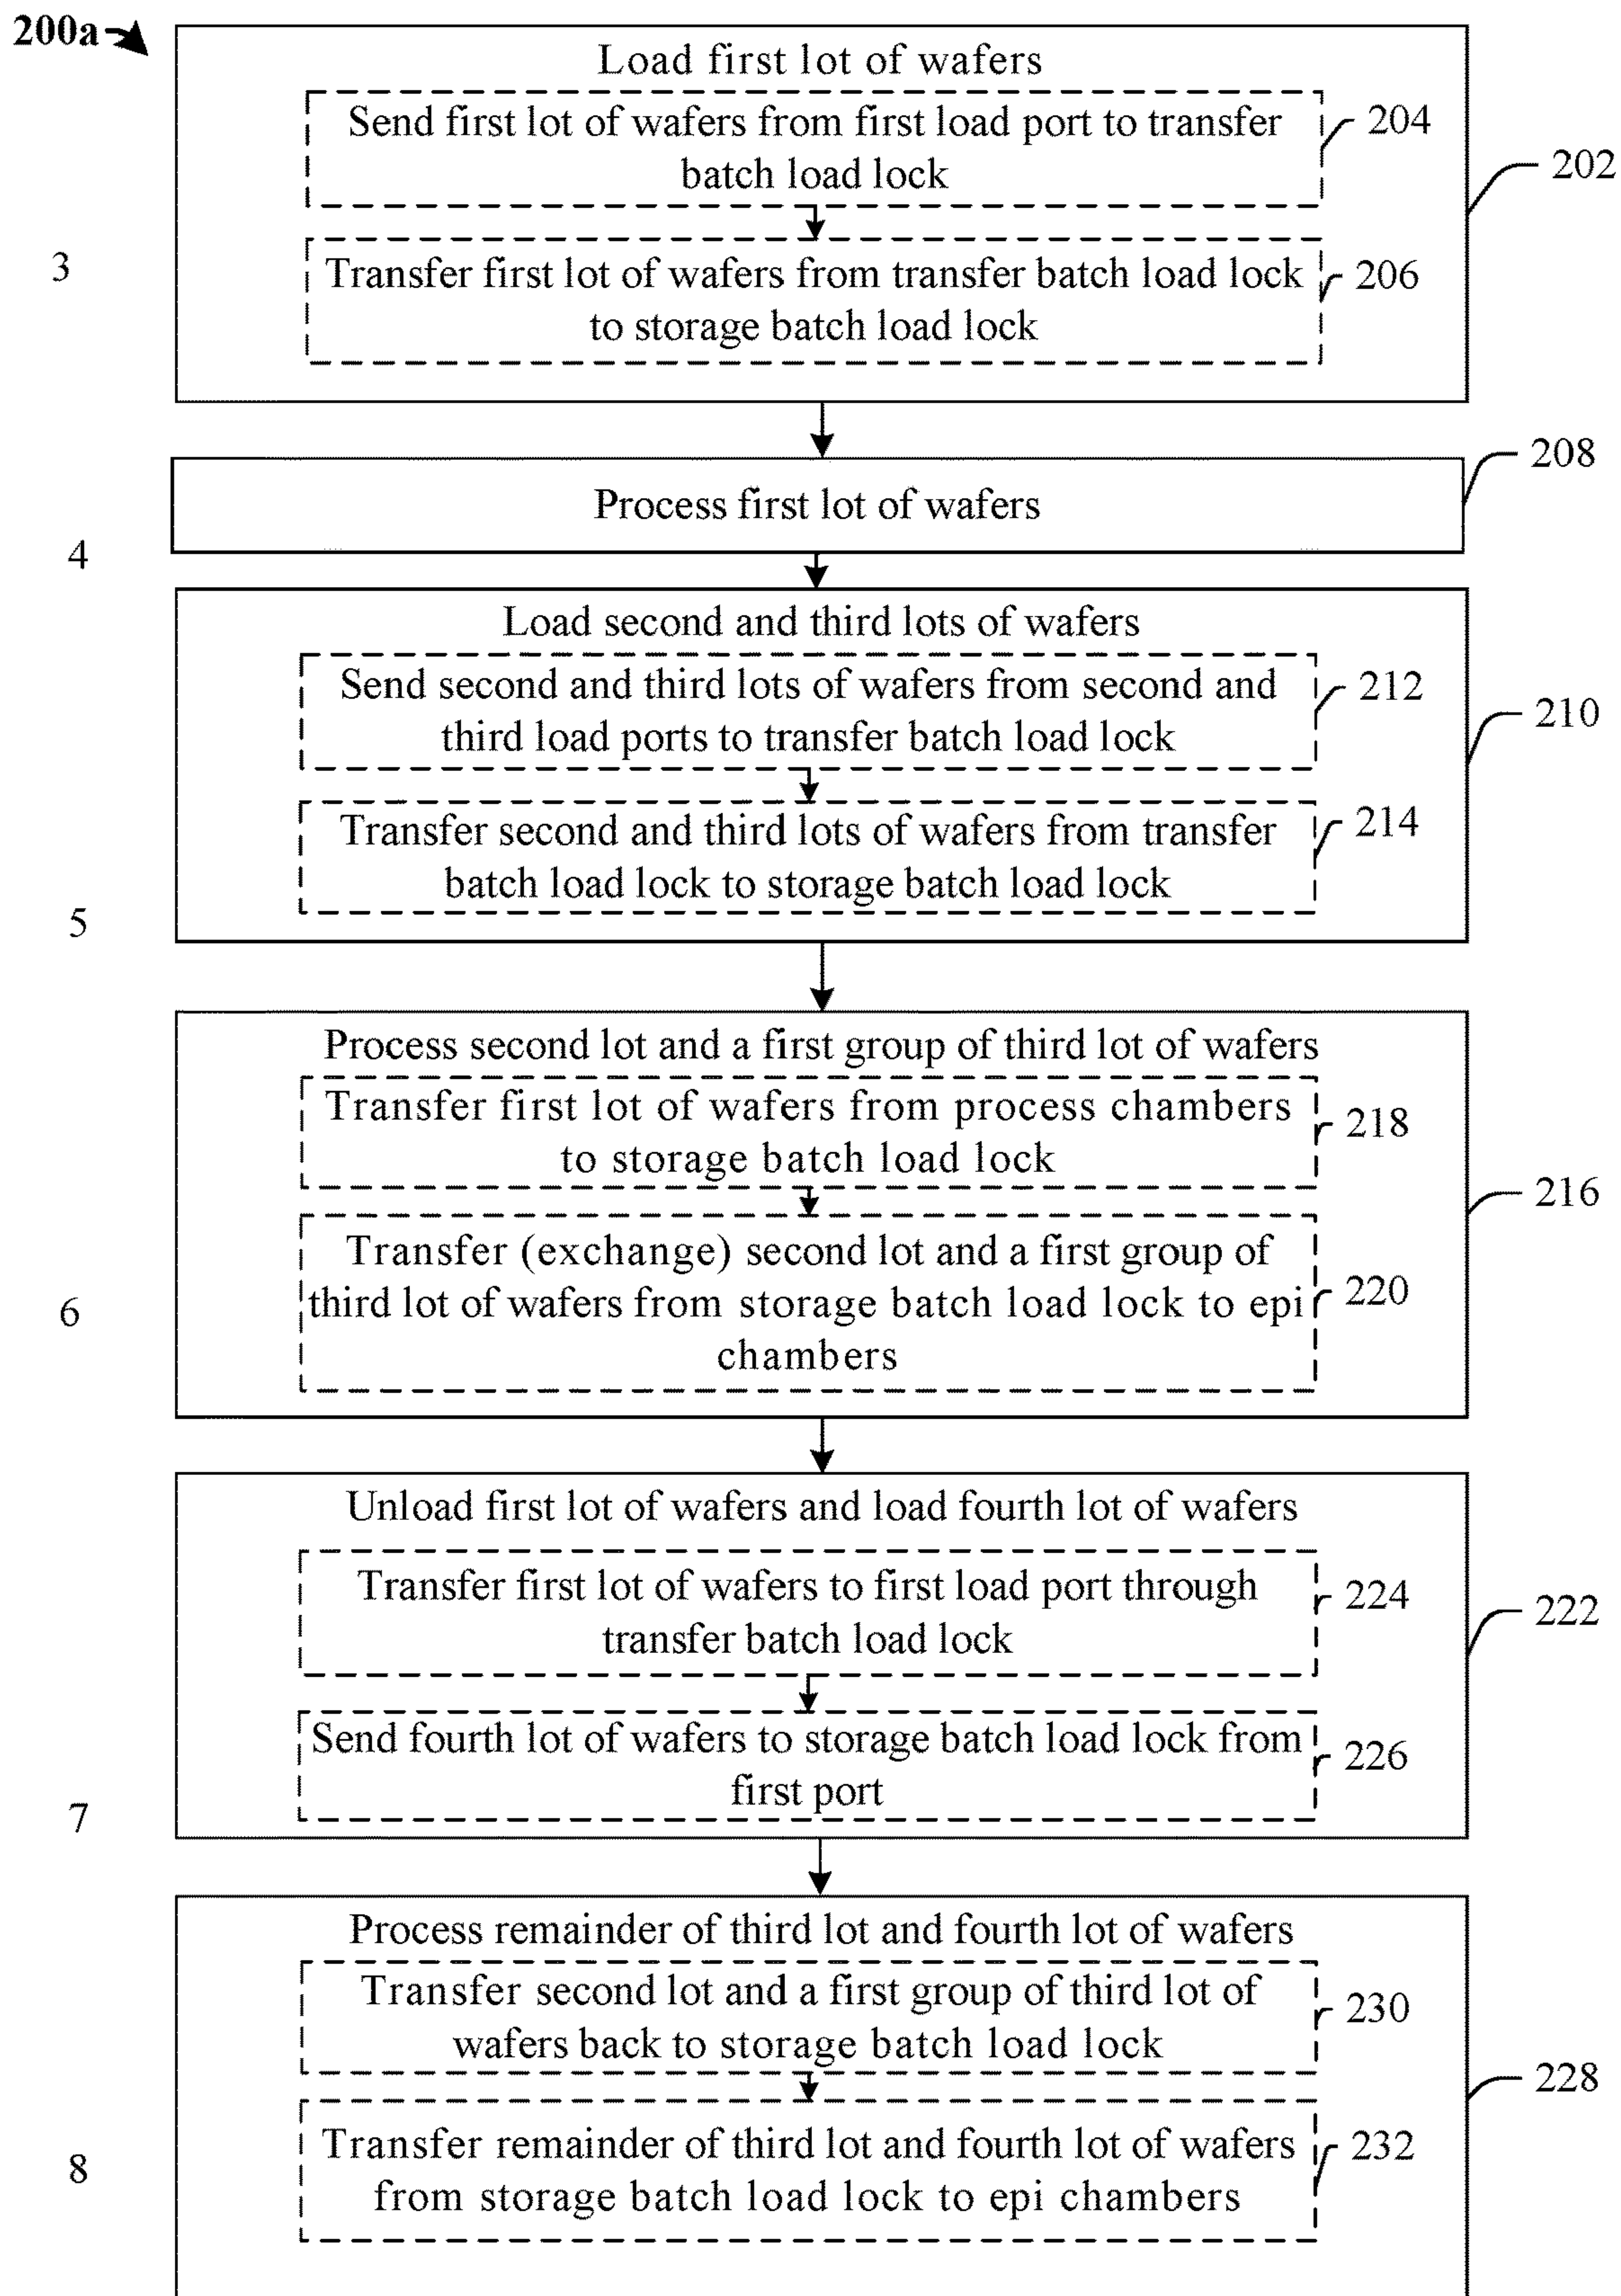 200a
Load first lot of wafers
Send first lot of wafers from first load port to transfer
batch load lock
204
202
3
Transfer first lot of wafers from transfer batch load lock
to storage batch load lock
206
208
Process first lot of wafers
4
Load second and third lots of wafers
Send second and third lots of wafers from second and
third load ports to transfer batch load lock
212
210
Transfer second and third lots of wafers from transfer
batch load lock to storage batch load lock
214
5
Process second lot and a first group of third lot of wafers
Transfer first lot of wafers from process chambers
to storage batch load lock
218
216
Transfer (exchange) second lot and a first group of
third lot of wafers from storage batch load lock to epi
chambers
220
6
Unload first lot of wafers and load fourth lot of wafers
Transfer first lot of wafers to first load port through
transfer batch load lock
224
222
Send fourth lot of wafers to storage batch load lock from
first port
226
7
Process remainder of third lot and fourth lot of wafers
Transfer second lot and a first group of third lot of
wafers back to storage batch load lock
230
228
Transfer remainder of third lot and fourth lot of wafers
from storage batch load lock to epi chambers
232
8